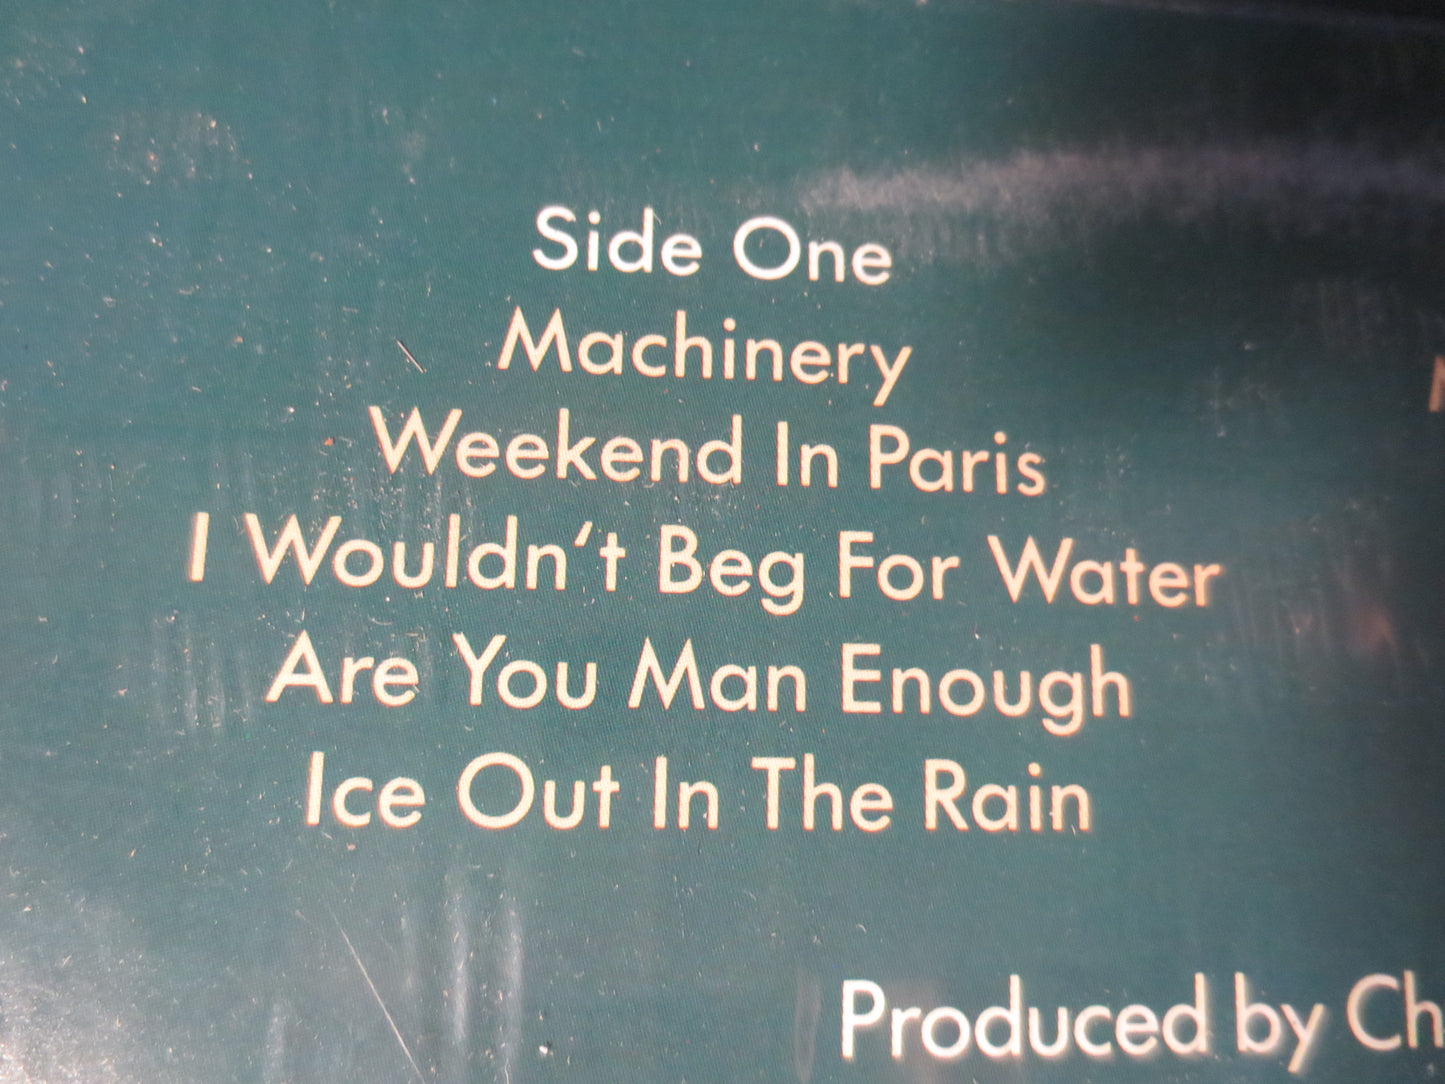 Side One
Machinery
Weekend In Paris
I Wouldn't Beg For Water
Are You Man Enough
Ice Out In The Rain
Produced by Ch